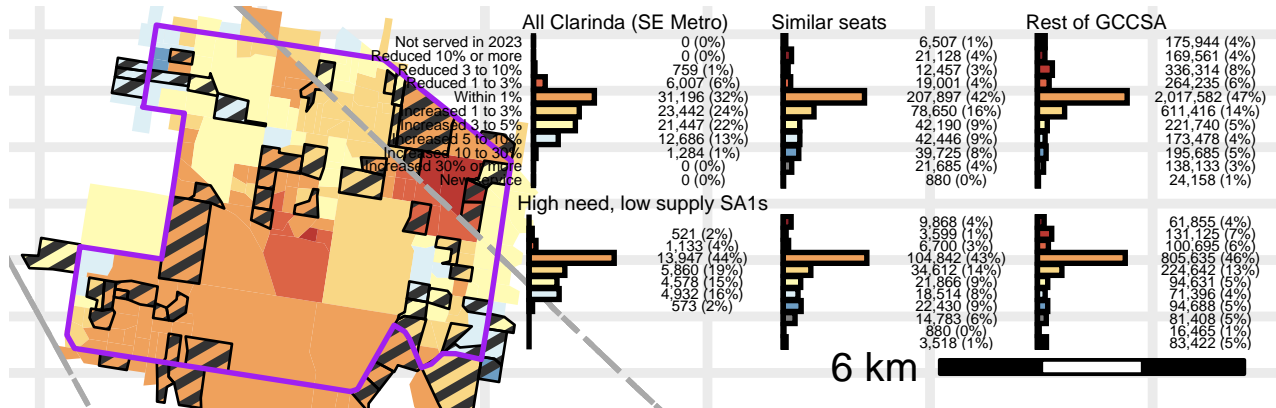 All Clarinda (SE Metro) Similar seats Rest of GCCSA
Not served in 2023 0 (0%) 6,507 (1%) 175,944 (4%)
Reduced 10% or more 0 (0%) 21,128 (4%) 169,561 (4%)
Reduced 3 to 10% 759 (1%) 12,457 (3%) 336,314 (8%)
Reduced 1 to 3% 6,007 (6%) 19,001 (4%) 264,235 (6%)
Within 1% 31,196 (32%) 207,897 (42%) 2,017,582 (47%)
Increased 1 to 3% 23,442 (24%) 78,650 (16%) 611,416 (14%)
Increased 3 to 5% 21,447 (22%) 42,190 (9%) 221,740 (5%)
Increased 5 to 10% 12,686 (13%) 42,446 (9%) 173,478 (4%)
Increased 10 to 30% 1,284 (1%) 39,725 (8%) 195,685 (5%)
Increased 30% or more 0 (0%) 21,685 (4%) 138,133 (3%)
New service 0 (0%) 880 (0%) 24,158 (1%)
High need, low supply SA1s
9,868 (4%) 61,855 (4%)
521 (2%) 3,599 (1%) 131,125 (7%)
1,133 (4%) 6,700 (3%) 100,695 (6%)
13,947 (44%) 104,842 (43%) 805,635 (46%)
5,860 (19%) 34,612 (14%) 224,642 (13%)
4,578 (15%) 21,866 (9%) 94,631 (5%)
4,932 (16%) 18,514 (8%) 71,396 (4%)
573 (2%) 22,430 (9%) 94,688 (5%)
14,783 (6%) 81,408 (5%)
880 (0%) 16,465 (1%)
3,518 (1%) 83,422 (5%)
6 km